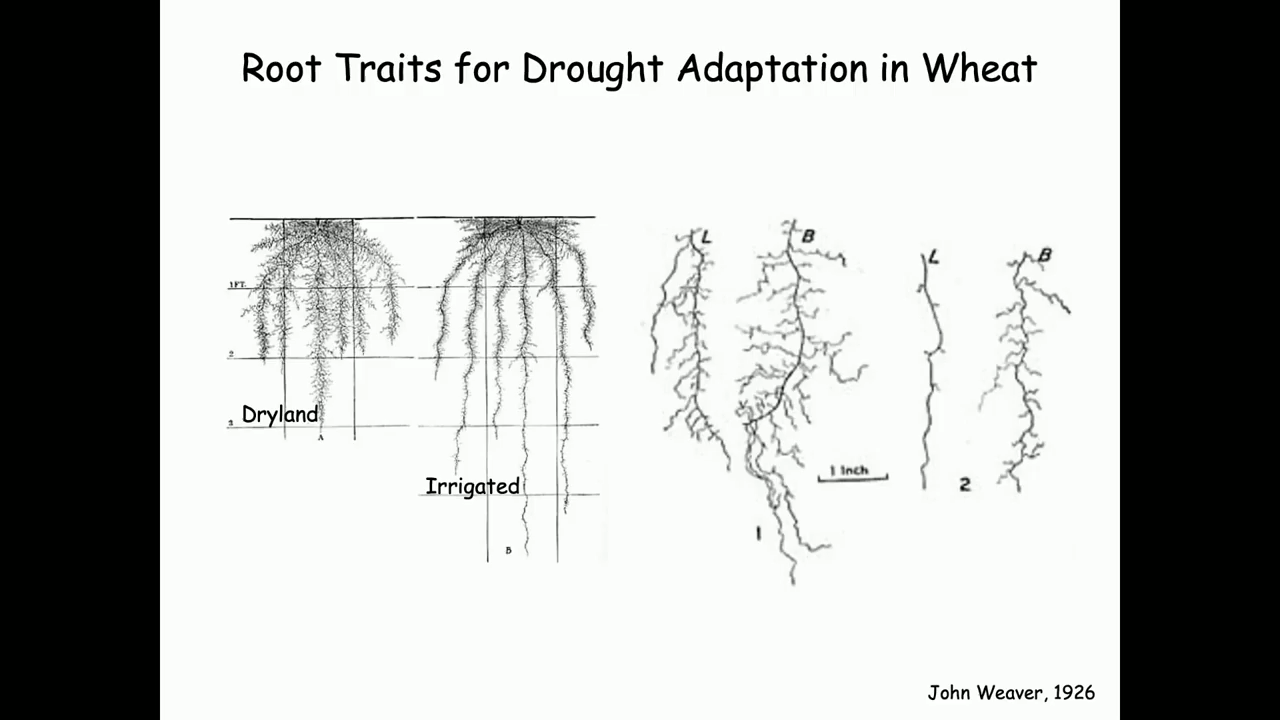 Root Traits for Drought Adaptation in Wheat
1 FT.
2
3
Dryland
A
Irrigated
B
L
B
L
B
1 Inch
1
2
John Weaver, 1926